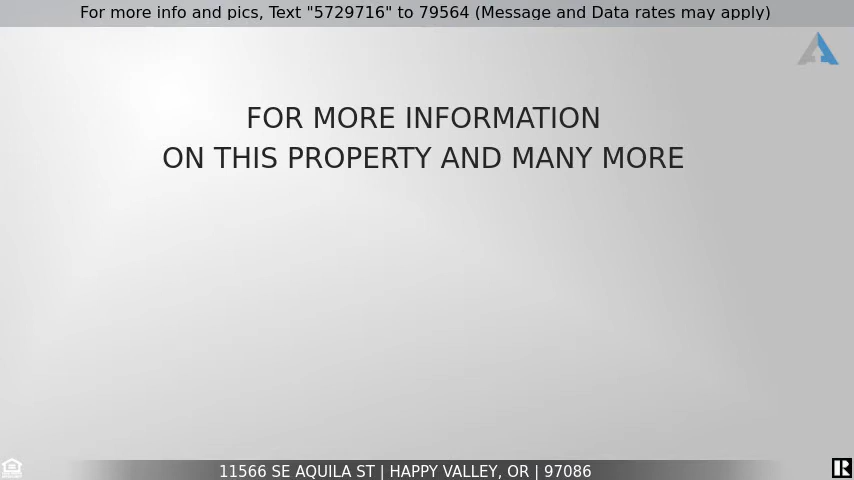 For more info and pics, Text "5729716" to 79564 (Message and Data rates may apply)
FOR MORE INFORMATION
ON THIS PROPERTY AND MANY MORE
11566 SE AQUILA ST | HAPPY VALLEY, OR | 97086